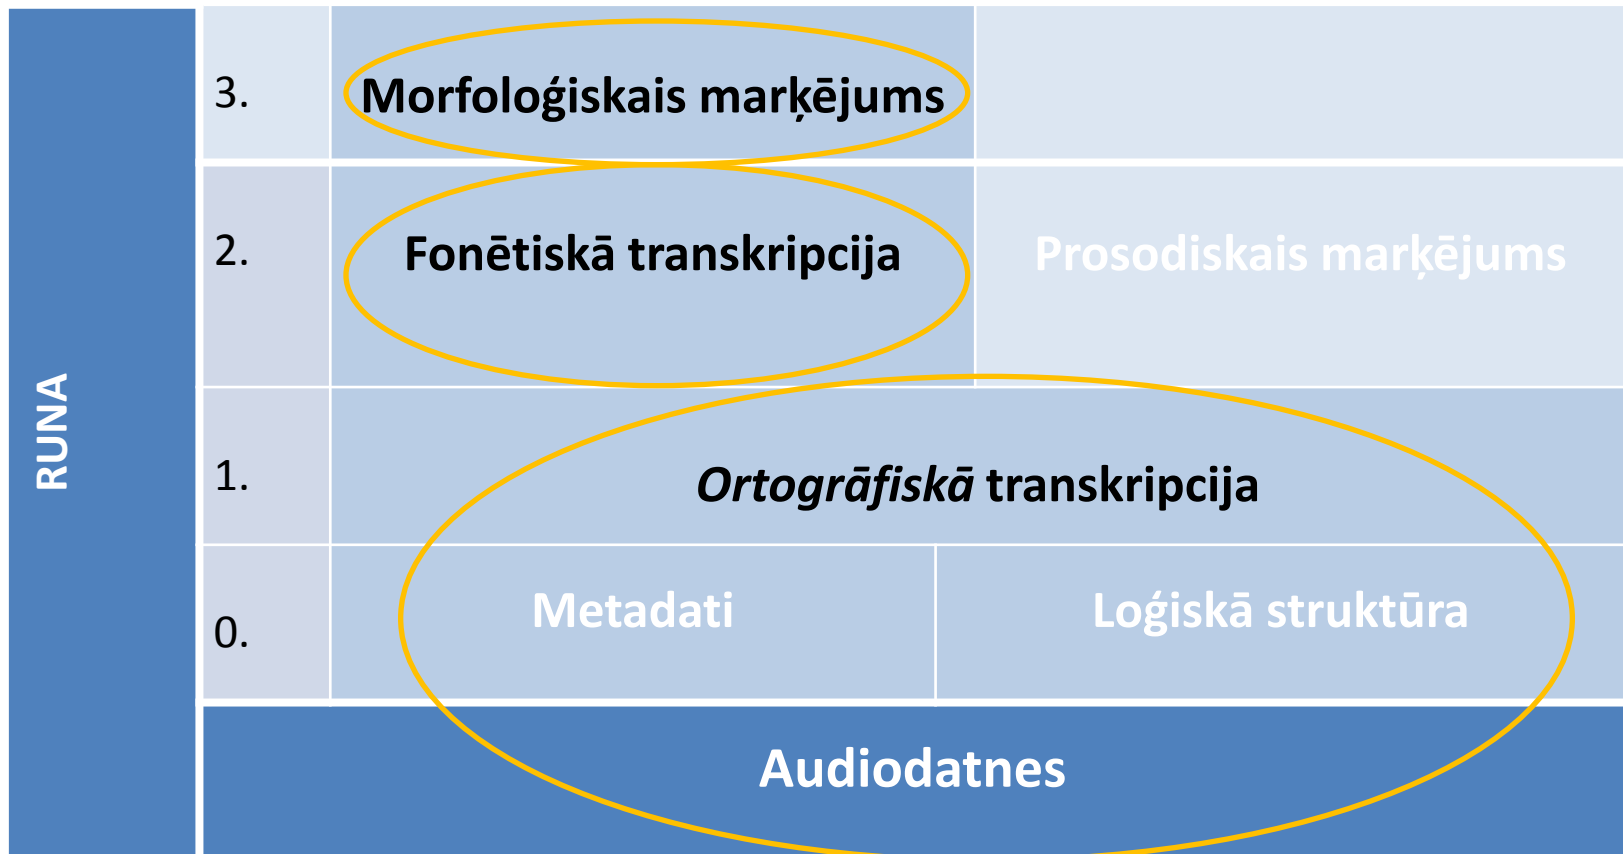 RUNA
3.
Morfoloģiskais marķējums
2.
Fonētiskā transkripcija
Prosodiskais marķējums
1.
Ortogrāfiskā transkripcija
0.
Metadati
Loģiskā struktūra
Audiodatnes